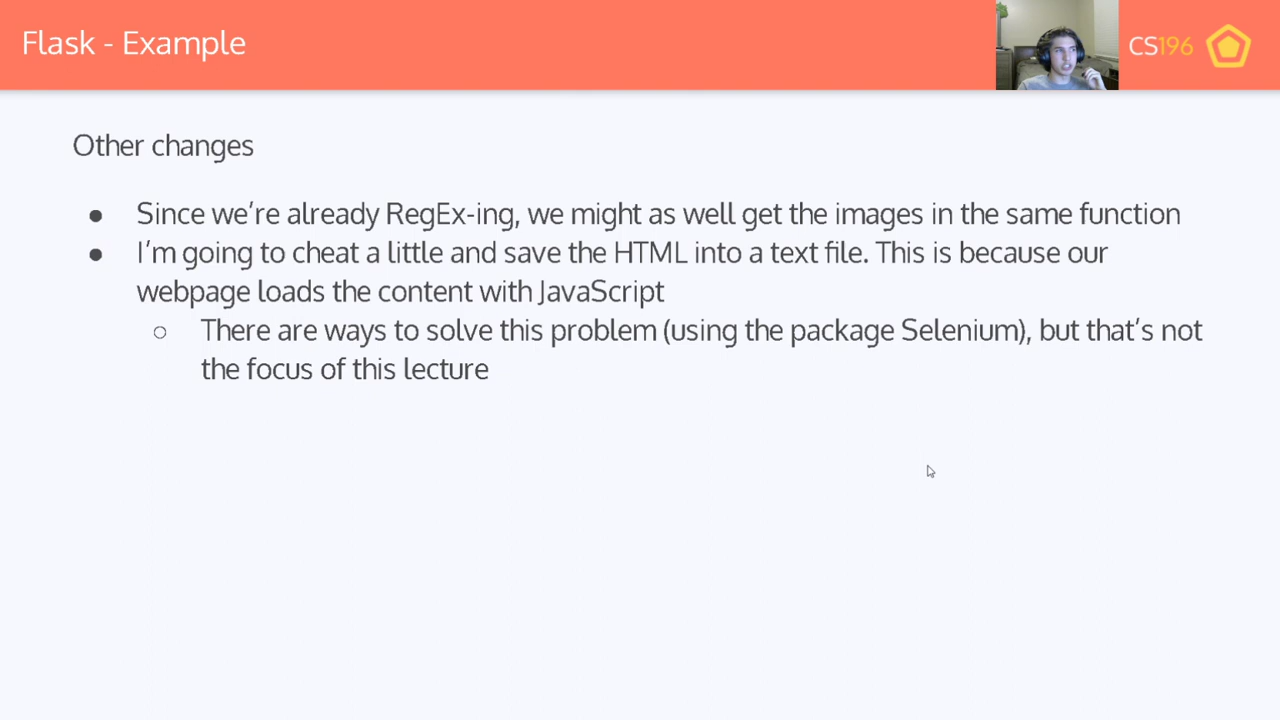 Flask - Example
CS196
Other changes
● Since we're already RegEx-ing, we might as well get the images in the same function
● I'm going to cheat a little and save the HTML into a text file. This is because our
webpage loads the content with JavaScript
○ There are ways to solve this problem (using the package Selenium), but that's not
the focus of this lecture